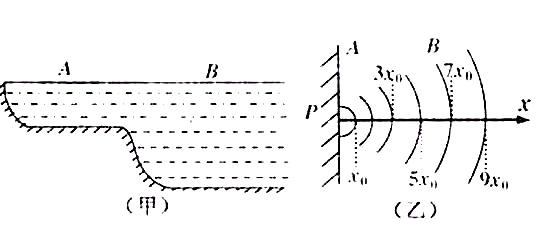 A B
(甲)
A B
3x₀ 7x₀
P x
x₀ 5x₀ 9x₀
(乙)